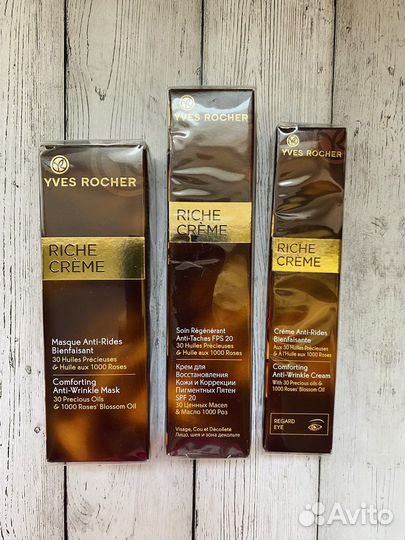 YVES ROCHER
RICHE
CRÈME
Masque Anti-Rides
Bienfaisant
30 Huiles Précieuses
& Huile aux 1000 Roses
Comforting
Anti-Wrinkle Mask
30 Precious Oils
& 1000 Roses' Blossom Oil
YVES ROCHER
RICHE
CRÈME
Soin Régénérant
Anti-Taches FPS 20
30 Huiles Précieuses
& Huile aux 1000 Roses
Крем для
Восстановления
Кожи и Коррекции
Пигментных Пятен
SPF 20
30 Ценных Масел
& Масло 1000 Роз
Visage, Cou et Décolleté
Лицо, шея и зона декольте
YVES ROCHER
RICHE
CRÈME
Crème Anti-Rides
Bienfaisante
Aux 30 Huiles Précieuses
& À l'Huile aux 1000 Roses
Comforting
Anti-Wrinkle Cream
With 30 Precious oils &
1000 Roses' Blossom Oil
REGARD
EYE
Avito